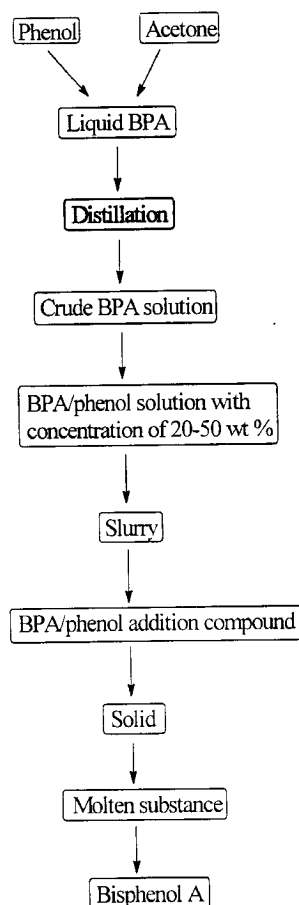 Phenol
Acetone
Liquid BPA
Distillation
Crude BPA solution
BPA/phenol solution with
concentration of 20-50 wt %
Slurry
BPA/phenol addition compound
Solid
Molten substance
Bisphenol A